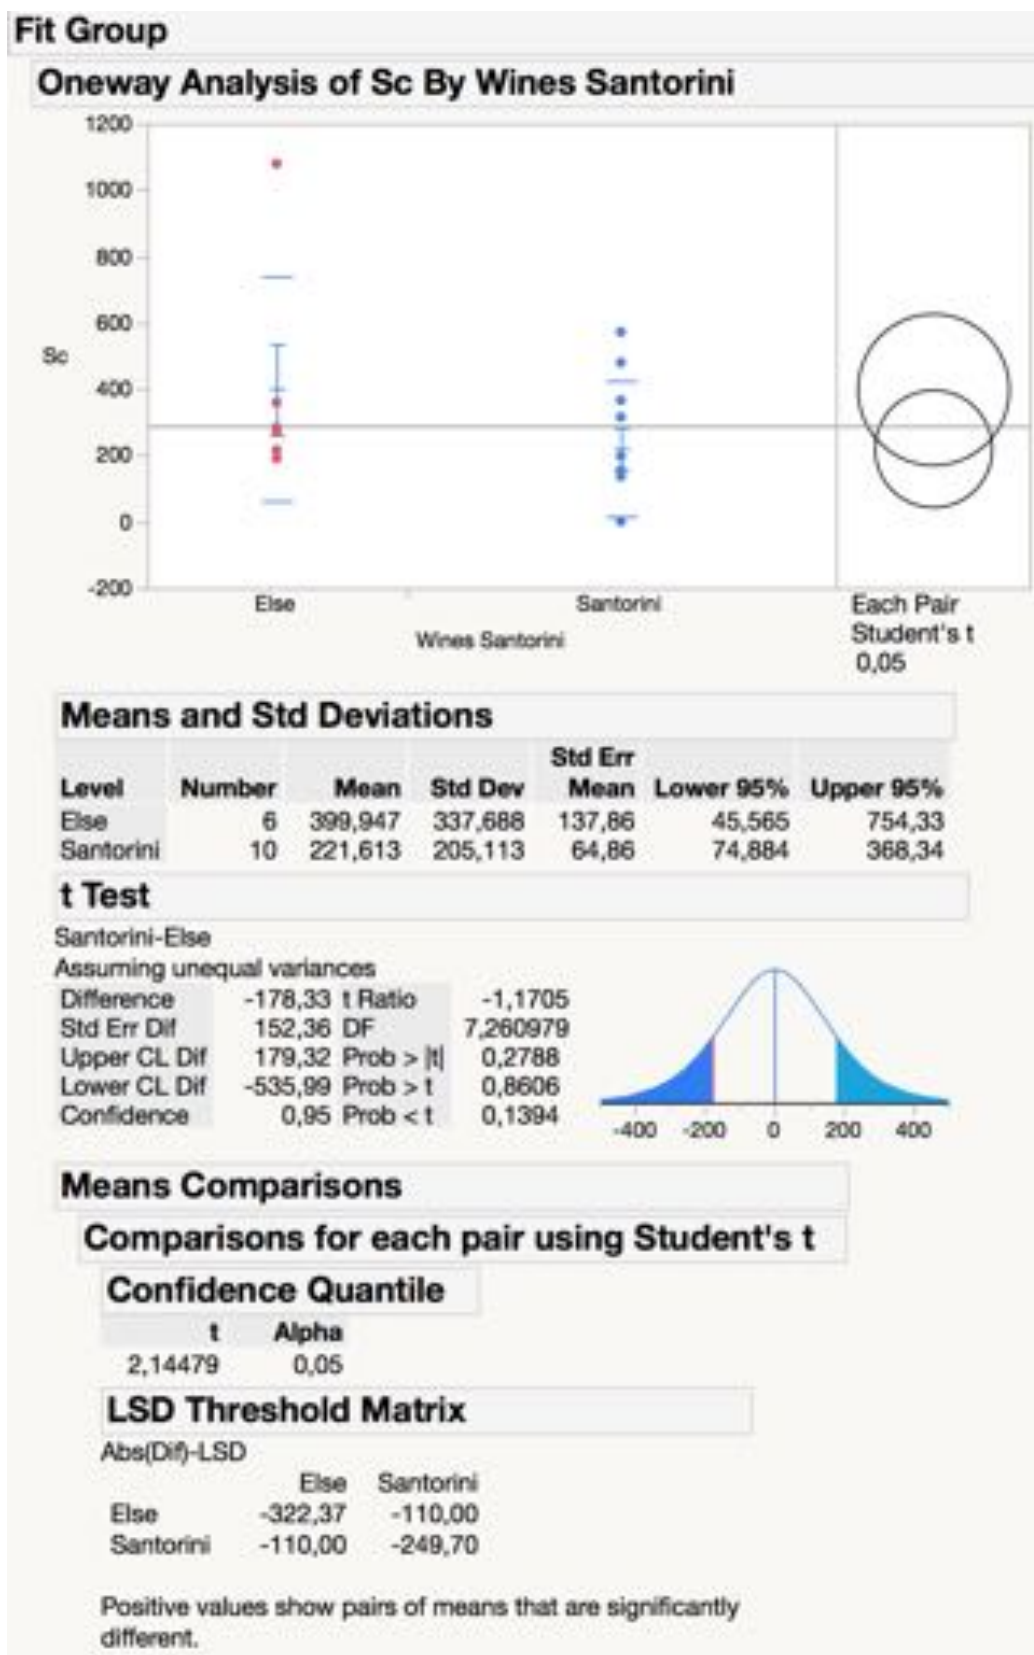 Fit Group
Oneway Analysis of Sc By Wines Santorini
1200
1000
800
600
400
200
0
-200
Sc
Else Santorini
Wines Santorini
Each Pair
Student's t
0,05
Means and Std Deviations
Std Err
Level Number Mean Std Dev Mean Lower 95% Upper 95%
Else 6 399,947 337,688 137,86 45,565 754,33
Santorini 10 221,613 205,113 64,86 74,884 368,34
t Test
Santorini-Else
Assuming unequal variances
Difference -178,33 t Ratio -1,1705
Std Err Dif 152,36 DF 7,260979
Upper CL Dif 179,32 Prob > |t| 0,2788
Lower CL Dif -535,99 Prob > t 0,8606
Confidence 0,95 Prob < t 0,1394
-400 -200 0 200 400
Means Comparisons
Comparisons for each pair using Student's t
Confidence Quantile
t Alpha
2,14479 0,05
LSD Threshold Matrix
Abs(Dif)-LSD
Else Santorini
Else -322,37 -110,00
Santorini -110,00 -249,70
Positive values show pairs of means that are significantly
different.